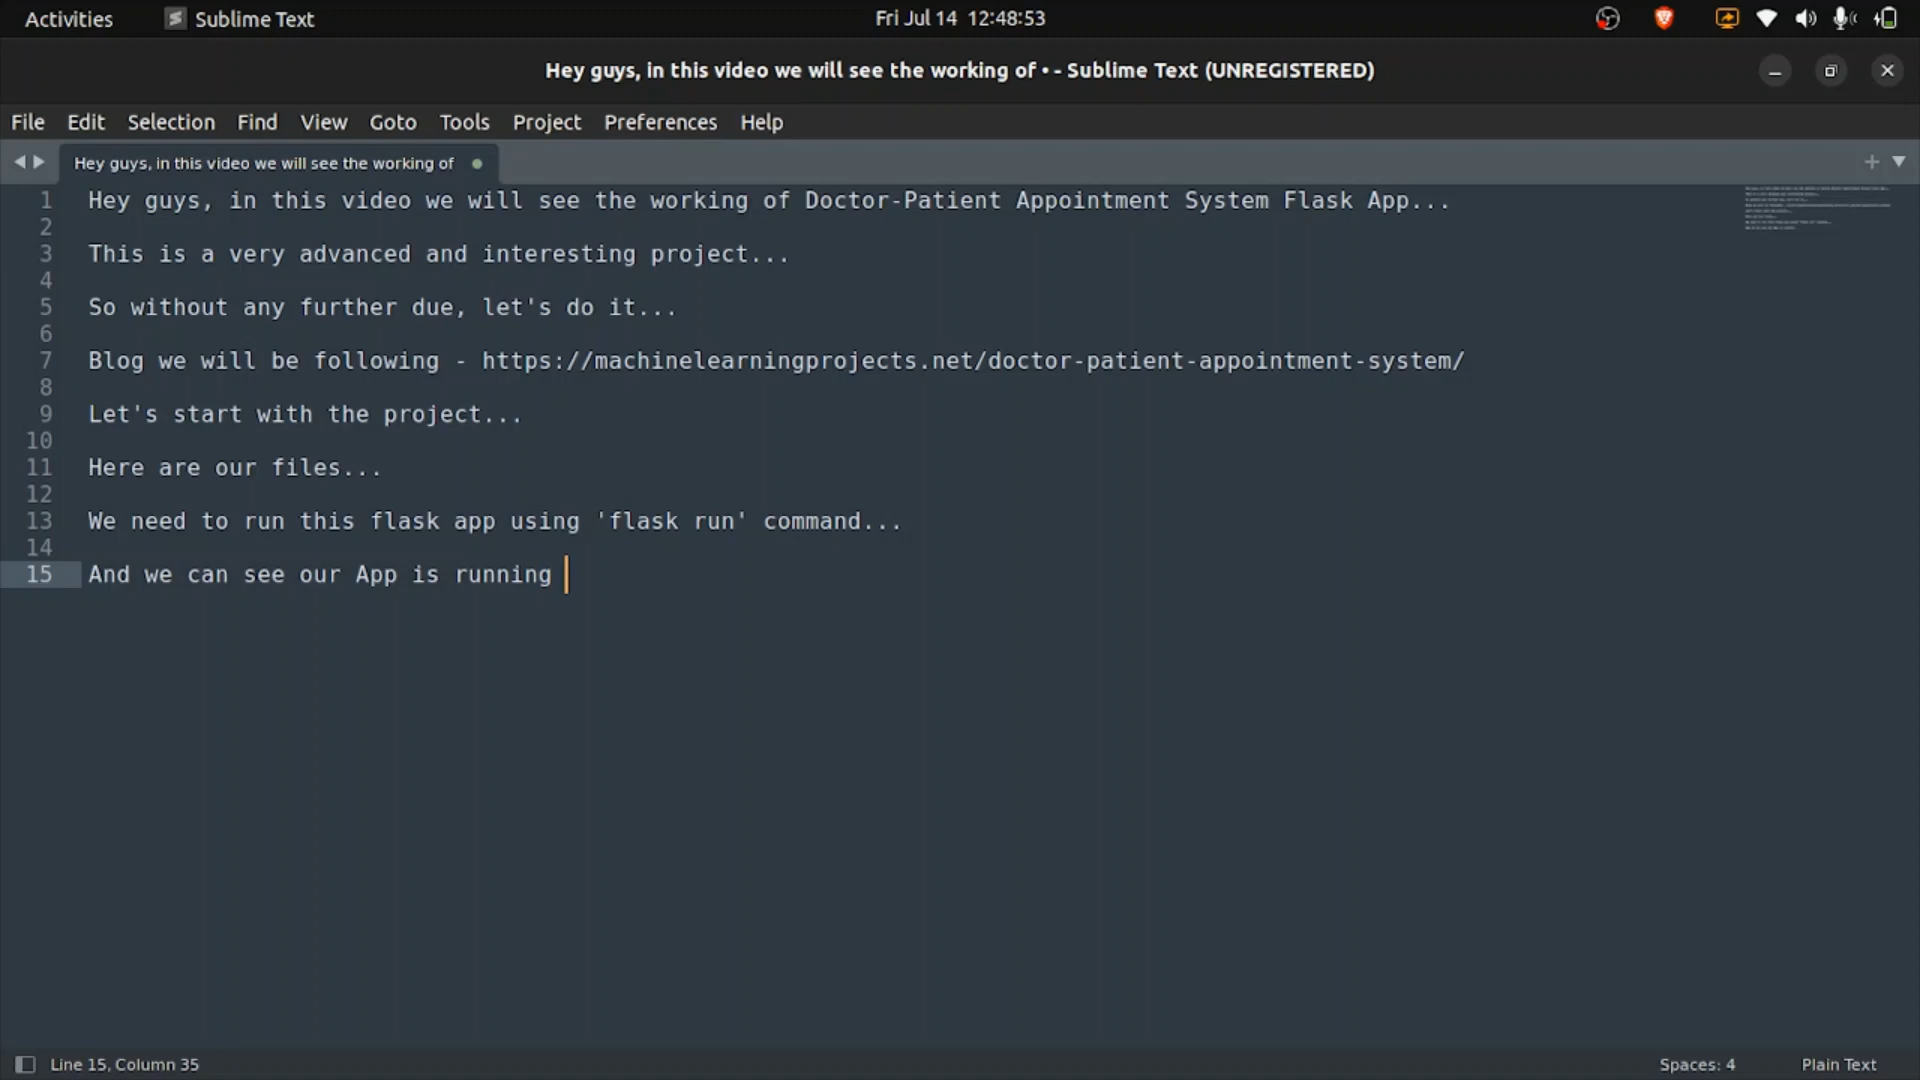 Activities Sublime Text Fri Jul 14 12:48:53
Hey guys, in this video we will see the working of • - Sublime Text (UNREGISTERED)
File Edit Selection Find View Goto Tools Project Preferences Help
Hey guys, in this video we will see the working of
1 Hey guys, in this video we will see the working of Doctor-Patient Appointment System Flask App...
2
3 This is a very advanced and interesting project...
4
5 So without any further due, let's do it...
6
7 Blog we will be following - https://machinelearningprojects.net/doctor-patient-appointment-system/
8
9 Let's start with the project...
10
11 Here are our files...
12
13 We need to run this flask app using 'flask run' command...
14
15 And we can see our App is running
Line 15, Column 35 Spaces: 4 Plain Text